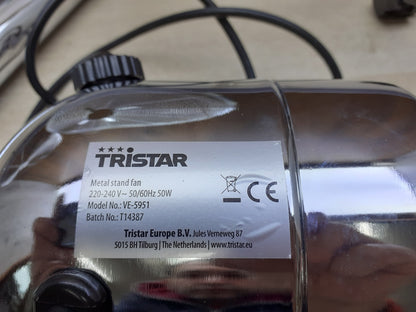 TRISTAR
Metal stand fan
220-240 V~ 50/60Hz 50W
Model No.: VE-5951
Batch No.: T14387
CE
Tristar Europe B.V. Jules Verneweg 87
5015 BH Tilburg | The Netherlands | www.tristar.eu